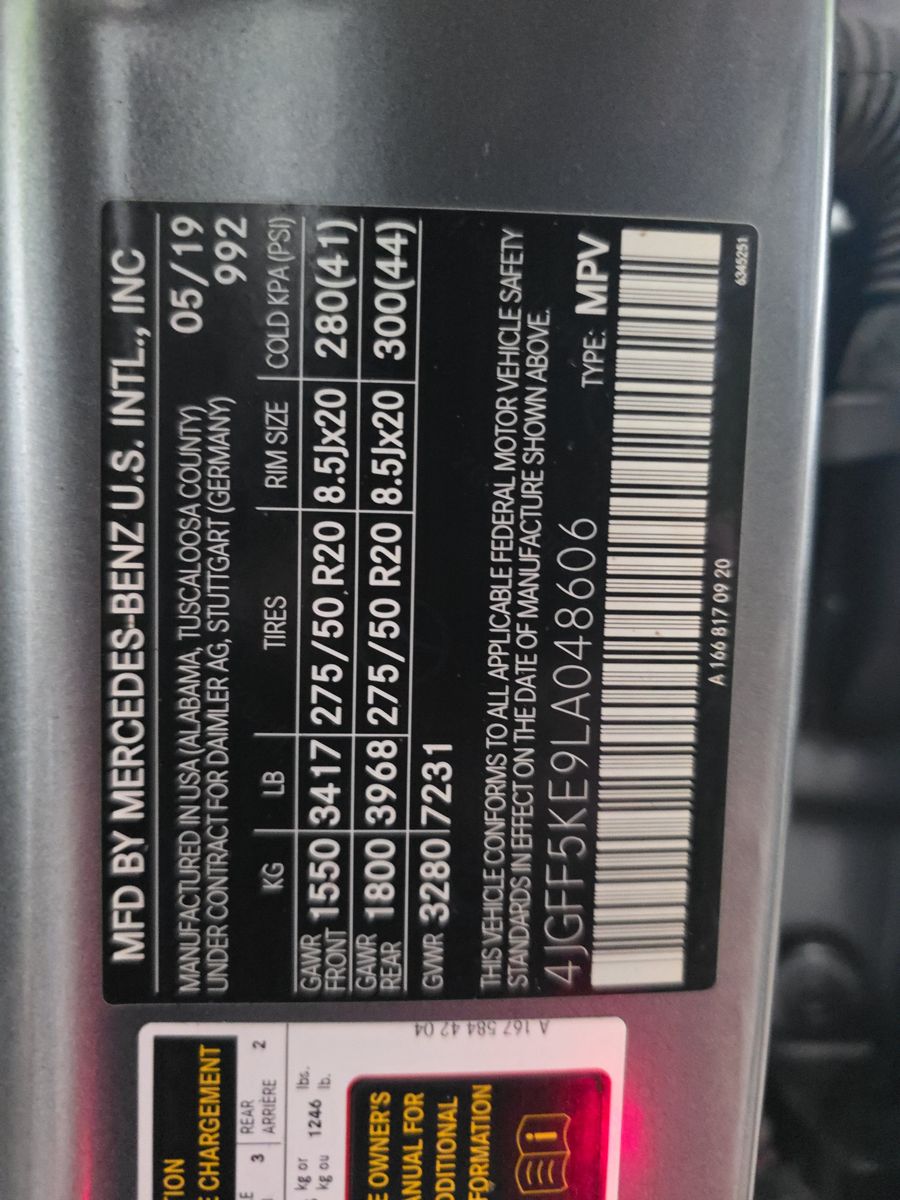 MFD BY MERCEDES-BENZ U.S. INTL., INC
MANUFACTURED IN USA (ALABAMA, TUSCALOOSA COUNTY) 05/19
UNDER CONTRACT FOR DAIMLER AG, STUTTGART (GERMANY) 992
KG LB TIRES RIM SIZE COLD KPA (PSI)
GAWR FRONT 1550 3417 275/50 R20 8.5Jx20 280(41)
GAWR REAR 1800 3968 275/50 R20 8.5Jx20 300(44)
GVWR 3280 7231
THIS VEHICLE CONFORMS TO ALL APPLICABLE FEDERAL MOTOR VEHICLE SAFETY
STANDARDS IN EFFECT ON THE DATE OF MANUFACTURE SHOWN ABOVE.
4JGFF5KE9LA048606 TYPE: MPV
A 166 817 09 20 6345251
A 167 584 42 04
CHARGEMENT
3 REAR 2
ARRIÈRE
kg or lbs.
kg ou 1246 lb.
OWNER'S
FOR
i